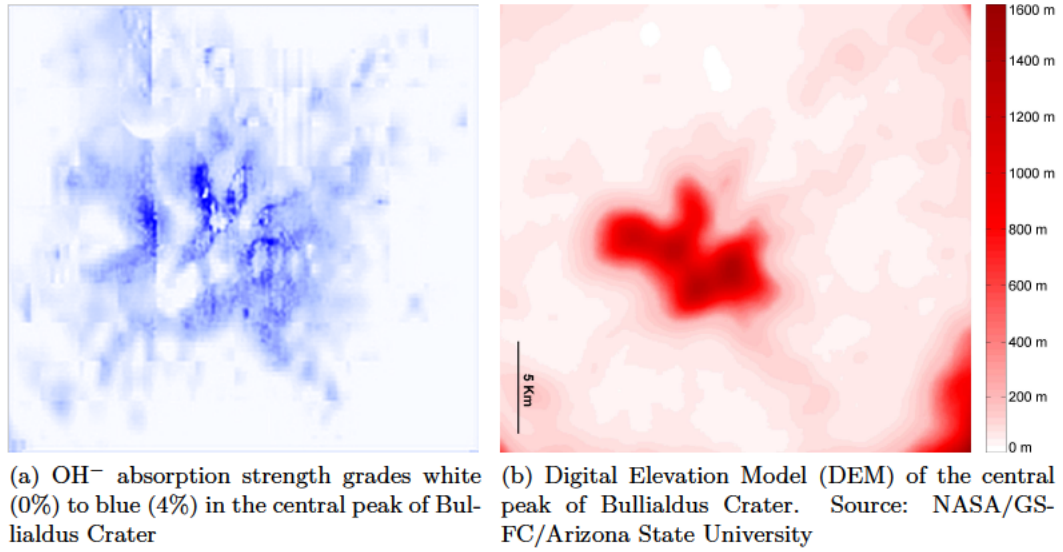 1600 m
1400 m
1200 m
1000 m
800 m
600 m
400 m
200 m
0 m
5 Km
(a) OH− absorption strength grades white
(0%) to blue (4%) in the central peak of Bul-
lialdus Crater
(b) Digital Elevation Model (DEM) of the central
peak of Bullialdus Crater. Source: NASA/GS-
FC/Arizona State University